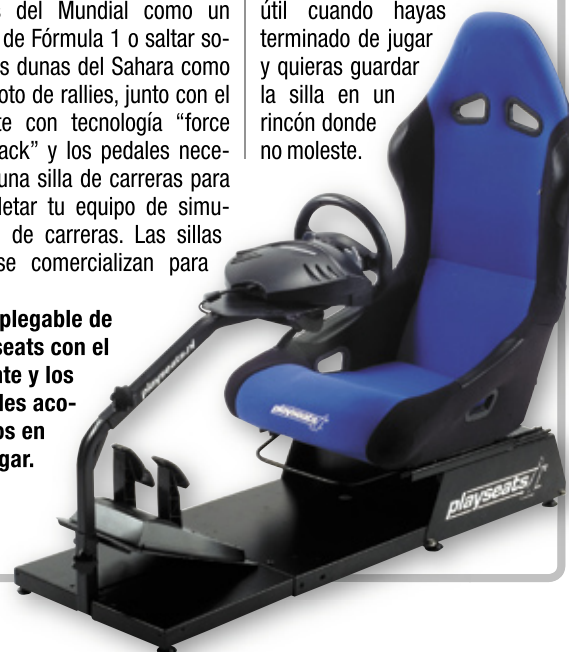 s del Mundial como un
de Fórmula 1 o saltar so-
s dunas del Sahara como
oto de rallies, junto con el
te con tecnología “force
ack” y los pedales nece-
una silla de carreras para
letar tu equipo de simu-
de carreras. Las sillas
se comercializan para
útil cuando hayas
terminado de jugar
y quieras guardar
la silla en un
rincón donde
no moleste.
plegable de
seats con el
nte y los
les aco-
os en
gar.
playseats.nl
playseats
playseats